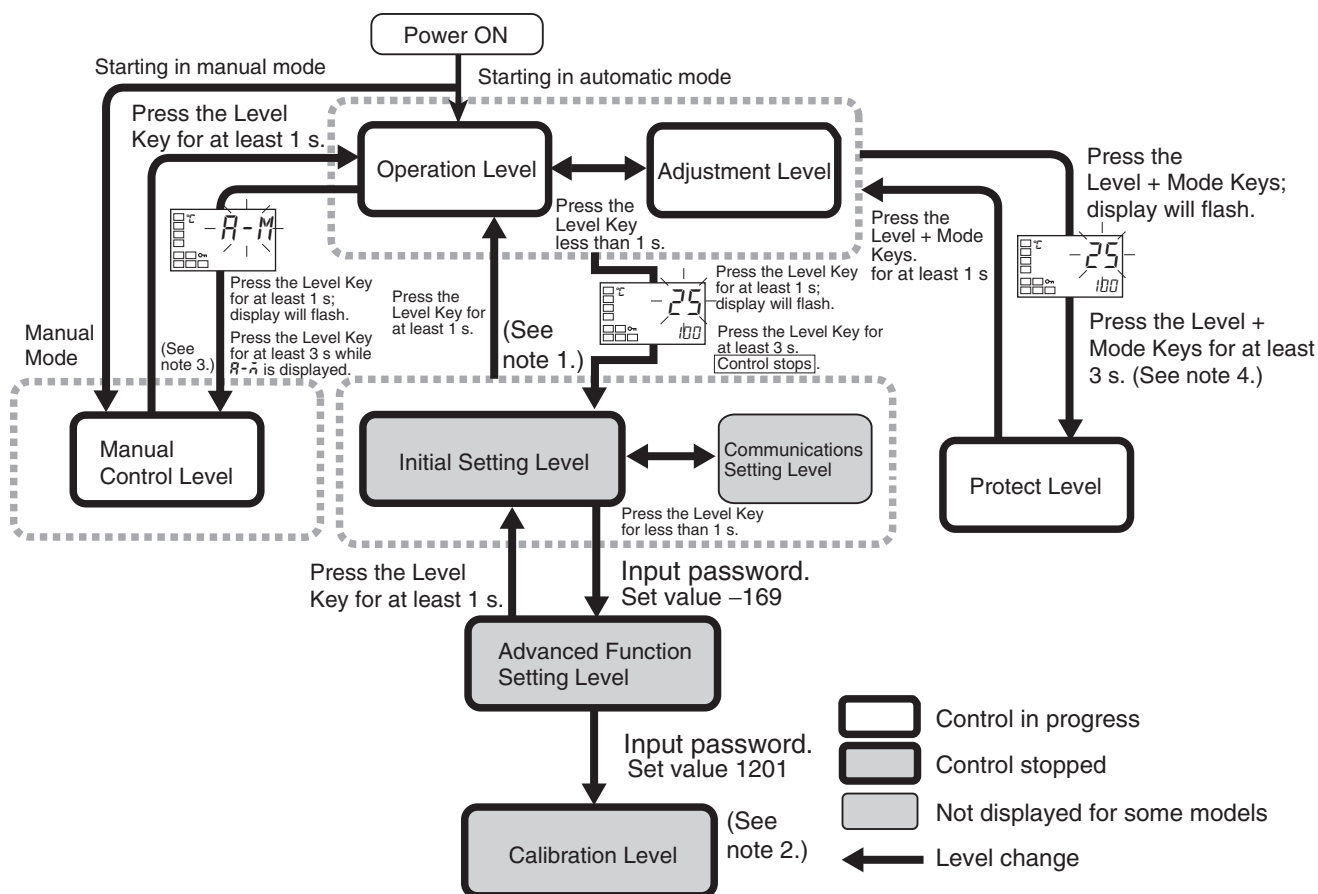 Power ON
Starting in manual mode
Starting in automatic mode
Press the Level
Key for at least 1 s.
Operation Level
Adjustment Level
Press the
Level Key
less than 1 s.
Press the
Level + Mode Keys;
display will flash.
Press the
Level + Mode
Keys.
for at least 1 s
°C
A-M
Press the Level Key
for at least 1 s;
display will flash.
Press the Level Key
for at least 3 s while
A-M is displayed.
Manual
Mode
(See
note 3.)
Press the
Level Key for
at least 1 s.
(See
note 1.)
°C
25
100
Press the Level Key
for at least 1 s;
display will flash.
Press the Level Key for
at least 3 s.
Control stops.
°C
25
100
Press the Level +
Mode Keys for at least
3 s. (See note 4.)
Manual
Control Level
Initial Setting Level
Communications
Setting Level
Protect Level
Press the Level Key
for less than 1 s.
Press the Level
Key for at least 1 s.
Input password.
Set value –169
Advanced Function
Setting Level
Input password.
Set value 1201
Calibration Level
(See
note 2.)
Control in progress
Control stopped
Not displayed for some models
Level change